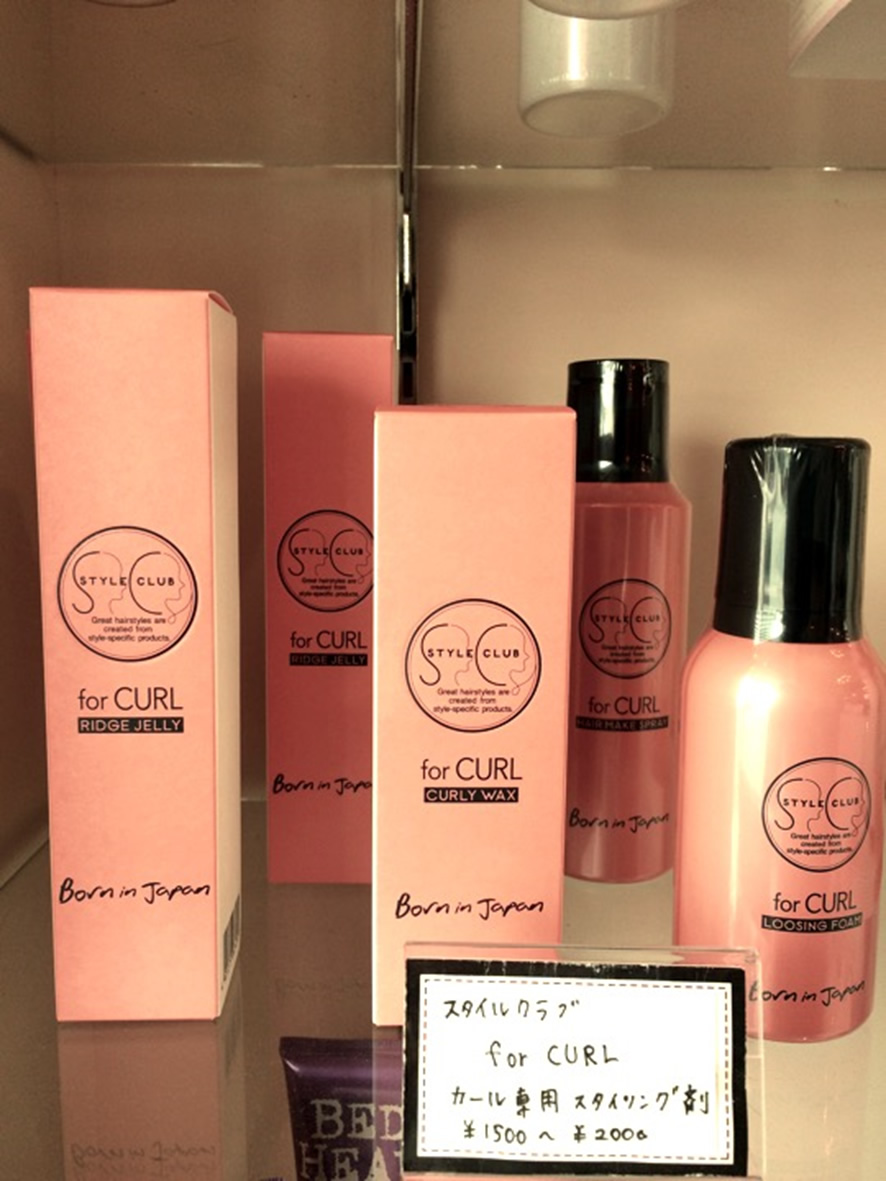 STYLE CLUB
Great hairstyles are
created from
style-specific products.
for CURL
RIDGE JELLY
Born in Japan
STYLE CLUB
Great hairstyles are
created from
style-specific products.
for CURL
RIDGE JELLY
Born in Japan
STYLE CLUB
Great hairstyles are
created from
style-specific products.
for CURL
CURLY WAX
Born in Japan
STYLE CLUB
Great hairstyles are
created from
style-specific products.
for CURL
HAIR MAKE SPRAY
Born in Japan
STYLE CLUB
Great hairstyles are
created from
style-specific products.
for CURL
LOOSING FOAM
Born in Japan
スタイルクラブ
for CURL
カール専用 スタイリング剤
¥1500〜¥2000
BED
HEA